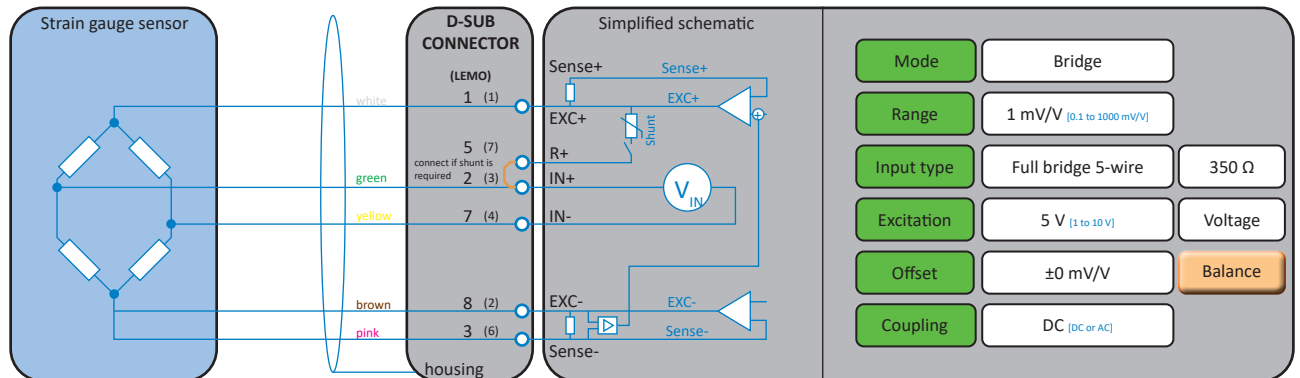 Strain gauge sensor
D-SUB
CONNECTOR
(LEMO)
Simplified schematic
white
1 (1)
Sense+
Sense+
EXC+
EXC+
Shunt
5 (7)
R+
connect if shunt is
required
green
2 (3)
IN+
V IN
yellow
7 (4)
IN-
brown
8 (2)
EXC-
EXC-
pink
3 (6)
Sense-
Sense-
housing
Mode
Bridge
Range
1 mV/V [0.1 to 1000 mV/V]
Input type
Full bridge 5-wire
350 Ω
Excitation
5 V [1 to 10 V]
Voltage
Offset
±0 mV/V
Balance
Coupling
DC [DC or AC]